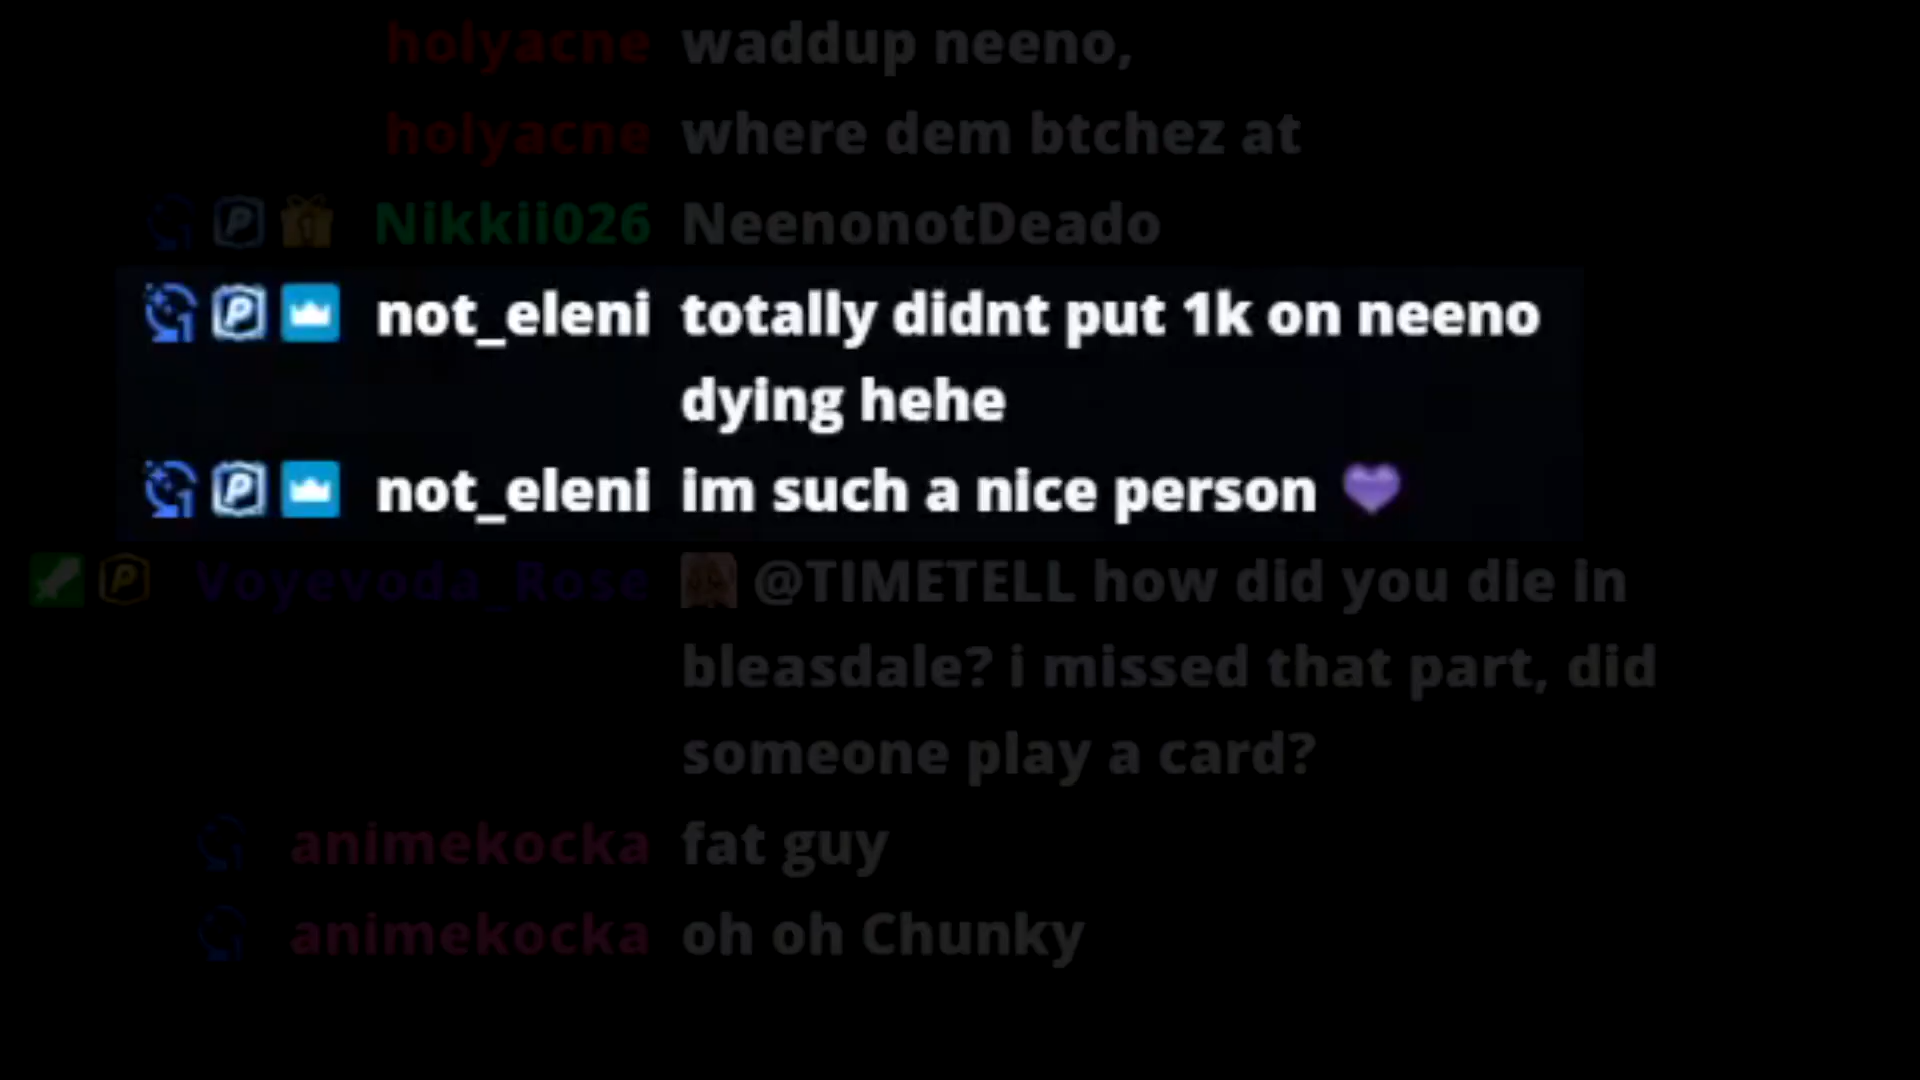 holyacne waddup neeno,
holyacne where dem btchez at
Nikkii026 NeenonotDeado
not_eleni totally didnt put 1k on neeno
dying hehe
not_eleni im such a nice person 💜
Voyevoda_Rose @TIMETELL how did you die in
bleasdale? i missed that part, did
someone play a card?
animekocka fat guy
animekocka oh oh Chunky